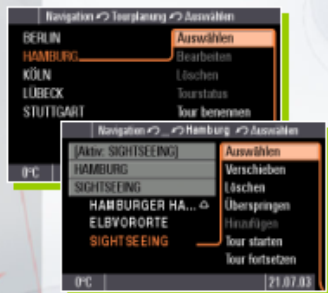 Navigation Tourplanung Auswählen
BERLIN
HAMBURG
KÖLN
LÜBECK
STUTTGART
Auswählen
Bearbeiten
Löschen
Tourstatus
Tour benennen
0°C
Navigation Hamburg Auswählen
[Aktiv: SIGHTSEEING]
HAMBURG
SIGHTSEEING
HAMBURGER HA...
ELBVORORTE
SIGHTSEEING
Auswählen
Verschieben
Löschen
Überspringen
Hinzufügen
Tour starten
Tour fortsetzen
0°C
21.07.03